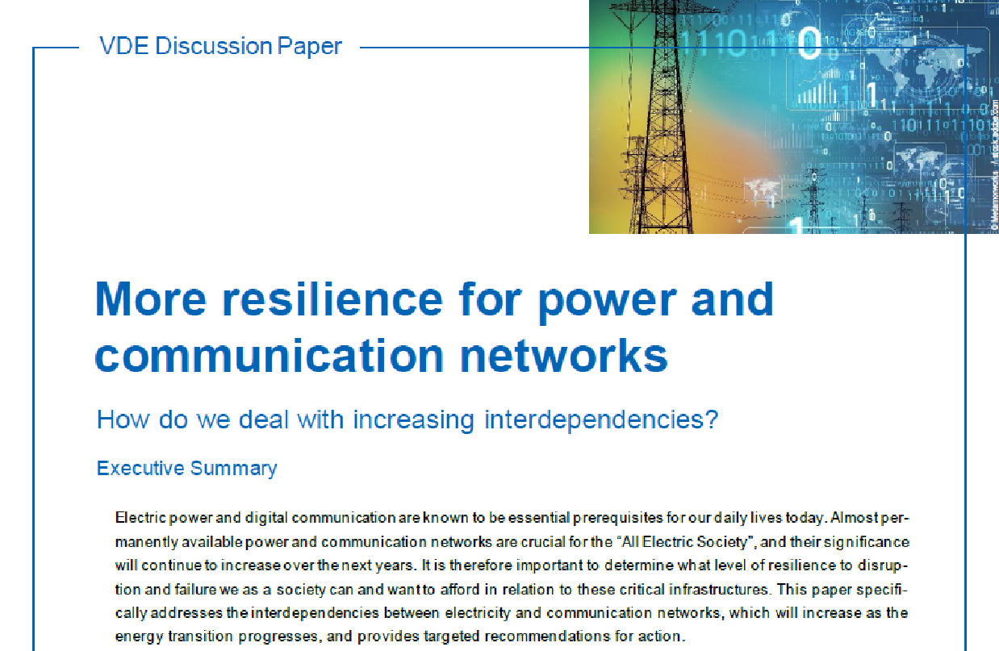 VDE Discussion Paper
More resilience for power and
communication networks
How do we deal with increasing interdependencies?
Executive Summary
Electric power and digital communication are known to be essential prerequisites for our daily lives today. Almost per-
manently available power and communication networks are crucial for the “All Electric Society”, and their significance
will continue to increase over the next years. It is therefore important to determine what level of resilience to disrup-
tion and failure we as a society can and want to afford in relation to these critical infrastructures. This paper specifi-
cally addresses the interdependencies between electricity and communication networks, which will increase as the
energy transition progresses, and provides targeted recommendations for action.